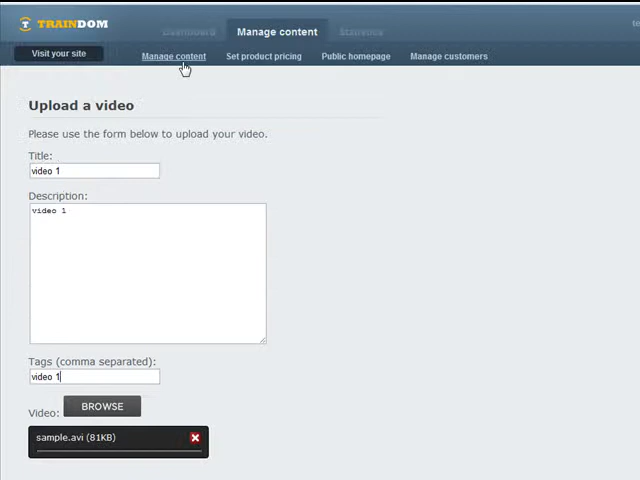 TRAINDOM
Dashboard Manage content Statistics
Visit your site
Manage content Set product pricing Public homepage Manage customers
Upload a video
Please use the form below to upload your video.
Title:
video 1
Description:
video 1
Tags (comma separated):
video 1
Video: BROWSE
sample.avi (81KB)